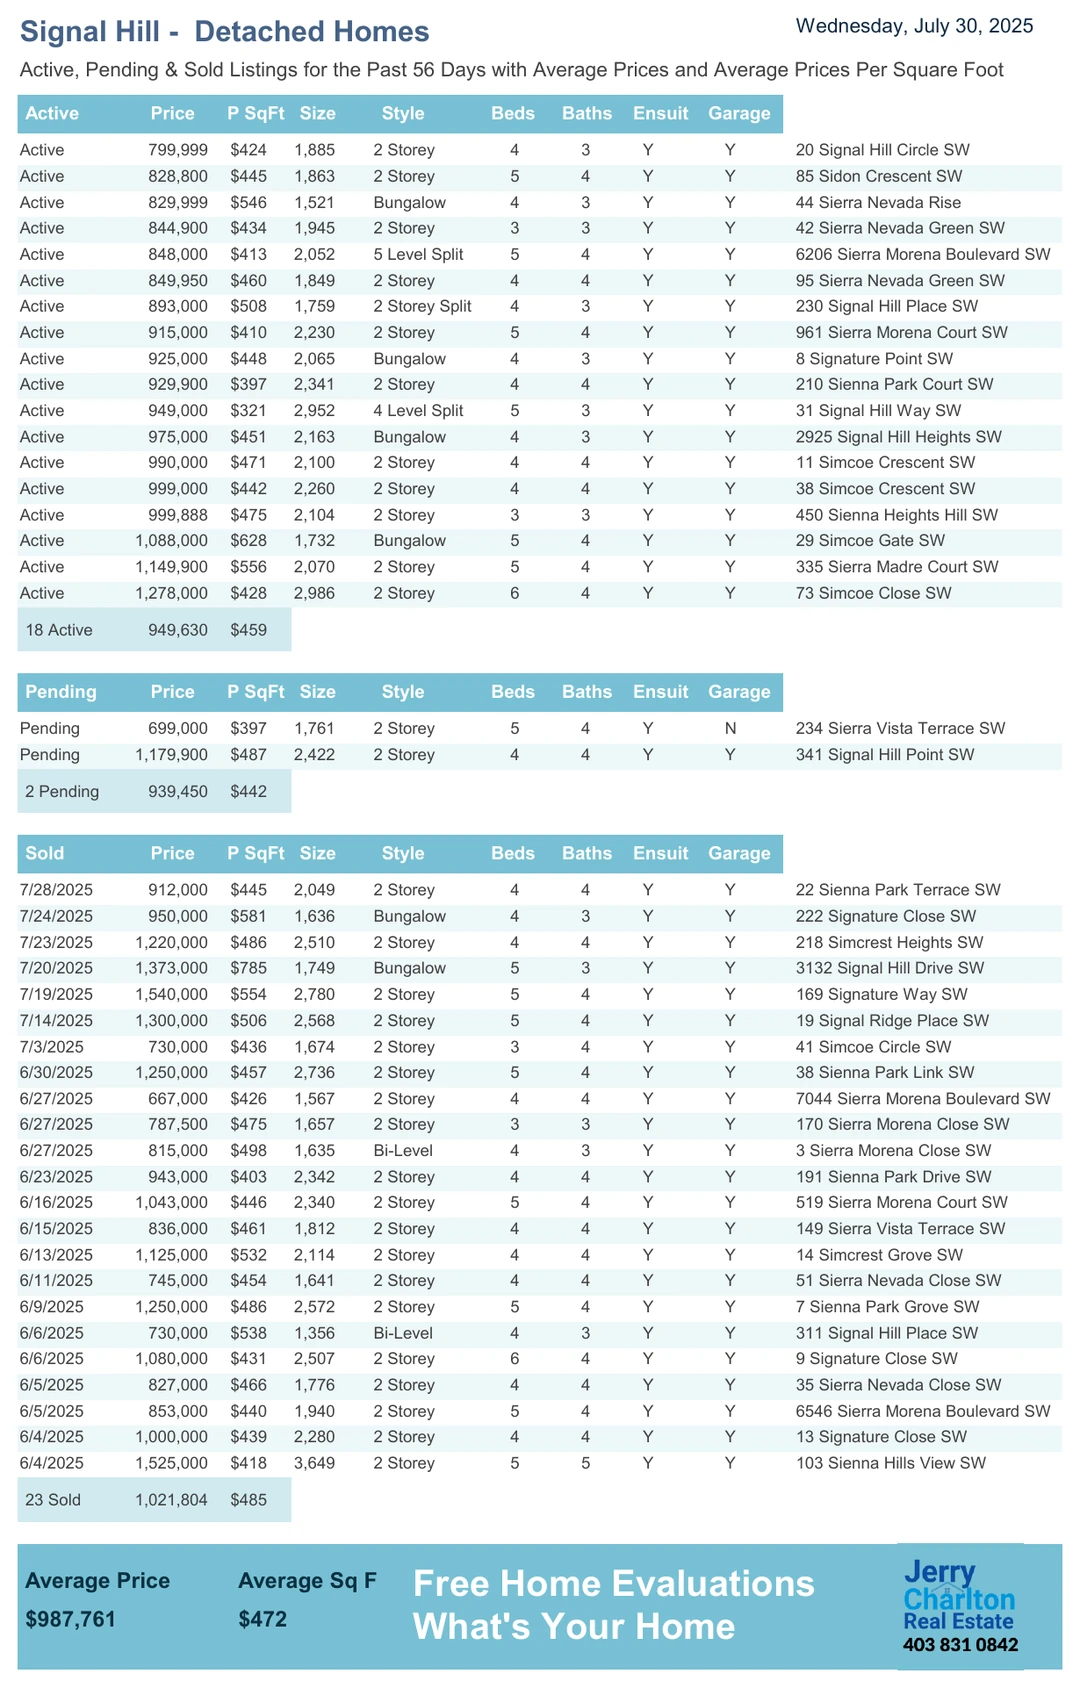 Signal Hill -  Detached Homes
Wednesday, July 30, 2025
Active, Pending & Sold Listings for the Past 56 Days with Average Prices and Average Prices Per Square Foot
Active Price P SqFt Size Style Beds Baths Ensuit Garage
Active 799,999 $424 1,885 2 Storey 4 3 Y Y 20 Signal Hill Circle SW
Active 828,800 $445 1,863 2 Storey 5 4 Y Y 85 Sidon Crescent SW
Active 829,999 $546 1,521 Bungalow 4 3 Y Y 44 Sierra Nevada Rise
Active 844,900 $434 1,945 2 Storey 3 3 Y Y 42 Sierra Nevada Green SW
Active 848,000 $413 2,052 5 Level Split 5 4 Y Y 6206 Sierra Morena Boulevard SW
Active 849,950 $460 1,849 2 Storey 4 4 Y Y 95 Sierra Nevada Green SW
Active 893,000 $508 1,759 2 Storey Split 4 3 Y Y 230 Signal Hill Place SW
Active 915,000 $410 2,230 2 Storey 5 4 Y Y 961 Sierra Morena Court SW
Active 925,000 $448 2,065 Bungalow 4 3 Y Y 8 Signature Point SW
Active 929,900 $397 2,341 2 Storey 4 4 Y Y 210 Sienna Park Court SW
Active 949,000 $321 2,952 4 Level Split 5 3 Y Y 31 Signal Hill Way SW
Active 975,000 $451 2,163 Bungalow 4 3 Y Y 2925 Signal Hill Heights SW
Active 990,000 $471 2,100 2 Storey 4 4 Y Y 11 Simcoe Crescent SW
Active 999,000 $442 2,260 2 Storey 4 4 Y Y 38 Simcoe Crescent SW
Active 999,888 $475 2,104 2 Storey 3 3 Y Y 450 Sienna Heights Hill SW
Active 1,088,000 $628 1,732 Bungalow 5 4 Y Y 29 Simcoe Gate SW
Active 1,149,900 $556 2,070 2 Storey 5 4 Y Y 335 Sierra Madre Court SW
Active 1,278,000 $428 2,986 2 Storey 6 4 Y Y 73 Simcoe Close SW
18 Active 949,630 $459
Pending Price P SqFt Size Style Beds Baths Ensuit Garage
Pending 699,000 $397 1,761 2 Storey 5 4 Y N 234 Sierra Vista Terrace SW
Pending 1,179,900 $487 2,422 2 Storey 4 4 Y Y 341 Signal Hill Point SW
2 Pending 939,450 $442
Sold Price P SqFt Size Style Beds Baths Ensuit Garage
7/28/2025 912,000 $445 2,049 2 Storey 4 4 Y Y 22 Sienna Park Terrace SW
7/24/2025 950,000 $581 1,636 Bungalow 4 3 Y Y 222 Signature Close SW
7/23/2025 1,220,000 $486 2,510 2 Storey 4 4 Y Y 218 Simcrest Heights SW
7/20/2025 1,373,000 $785 1,749 Bungalow 5 3 Y Y 3132 Signal Hill Drive SW
7/19/2025 1,540,000 $554 2,780 2 Storey 5 4 Y Y 169 Signature Way SW
7/14/2025 1,300,000 $506 2,568 2 Storey 5 4 Y Y 19 Signal Ridge Place SW
7/3/2025 730,000 $436 1,674 2 Storey 3 4 Y Y 41 Simcoe Circle SW
6/30/2025 1,250,000 $457 2,736 2 Storey 5 4 Y Y 38 Sienna Park Link SW
6/27/2025 667,000 $426 1,567 2 Storey 4 4 Y Y 7044 Sierra Morena Boulevard SW
6/27/2025 787,500 $475 1,657 2 Storey 3 3 Y Y 170 Sierra Morena Close SW
6/27/2025 815,000 $498 1,635 Bi-Level 4 3 Y Y 3 Sierra Morena Close SW
6/23/2025 943,000 $403 2,342 2 Storey 4 4 Y Y 191 Sienna Park Drive SW
6/16/2025 1,043,000 $446 2,340 2 Storey 5 4 Y Y 519 Sierra Morena Court SW
6/15/2025 836,000 $461 1,812 2 Storey 4 4 Y Y 149 Sierra Vista Terrace SW
6/13/2025 1,125,000 $532 2,114 2 Storey 4 4 Y Y 14 Simcrest Grove SW
6/11/2025 745,000 $454 1,641 2 Storey 4 4 Y Y 51 Sierra Nevada Close SW
6/9/2025 1,250,000 $486 2,572 2 Storey 5 4 Y Y 7 Sienna Park Grove SW
6/6/2025 730,000 $538 1,356 Bi-Level 4 3 Y Y 311 Signal Hill Place SW
6/6/2025 1,080,000 $431 2,507 2 Storey 6 4 Y Y 9 Signature Close SW
6/5/2025 827,000 $466 1,776 2 Storey 4 4 Y Y 35 Sierra Nevada Close SW
6/5/2025 853,000 $440 1,940 2 Storey 5 4 Y Y 6546 Sierra Morena Boulevard SW
6/4/2025 1,000,000 $439 2,280 2 Storey 4 4 Y Y 13 Signature Close SW
6/4/2025 1,525,000 $418 3,649 2 Storey 5 5 Y Y 103 Sienna Hills View SW
23 Sold 1,021,804 $485
Average Price Average Sq F
$987,761 $472
Free Home Evaluations
What's Your Home
Jerry
Charlton
Real Estate
403 831 0842